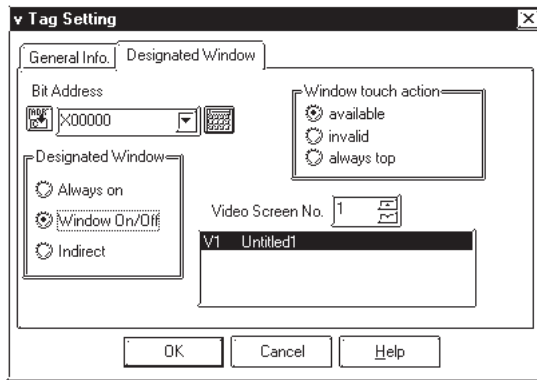 v Tag Setting
General Info.
Designated Window
Bit Address
X00000
Window touch action
available
invalid
always top
Designated Window
Always on
Window On/Off
Indirect
Video Screen No.
1
V1 Untitled1
OK
Cancel
Help